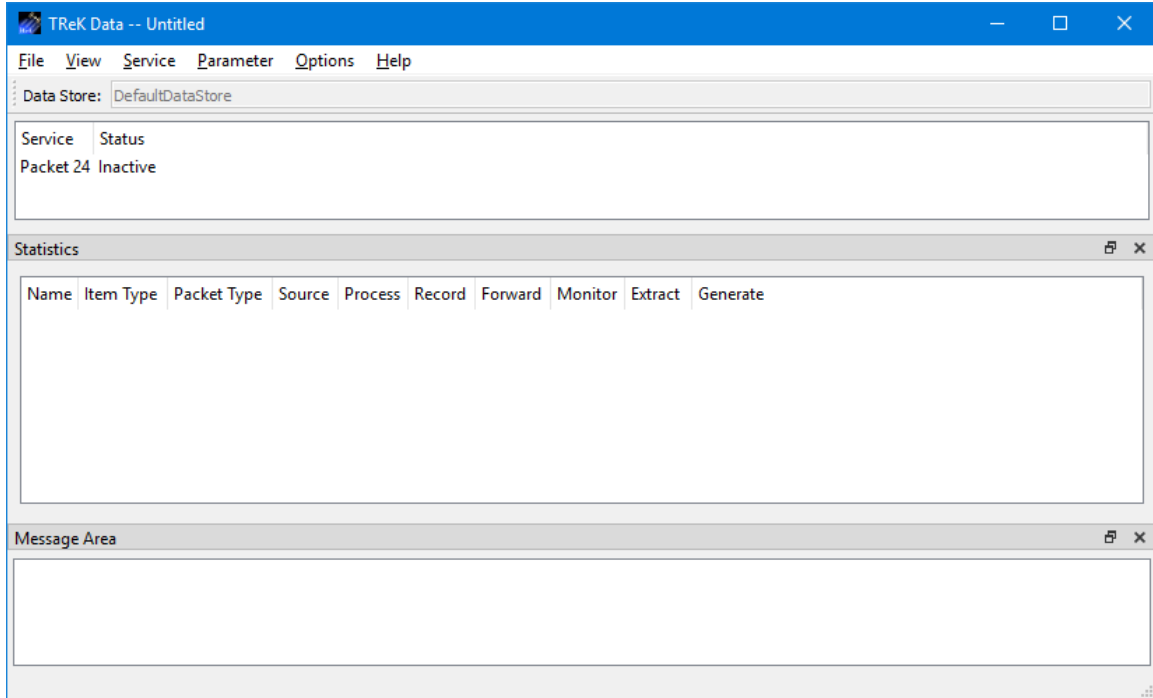 TReK Data -- Untitled
File View Service Parameter Options Help
Data Store: DefaultDataStore
Service Status
Packet 24 Inactive
Statistics
Name Item Type Packet Type Source Process Record Forward Monitor Extract Generate
Message Area